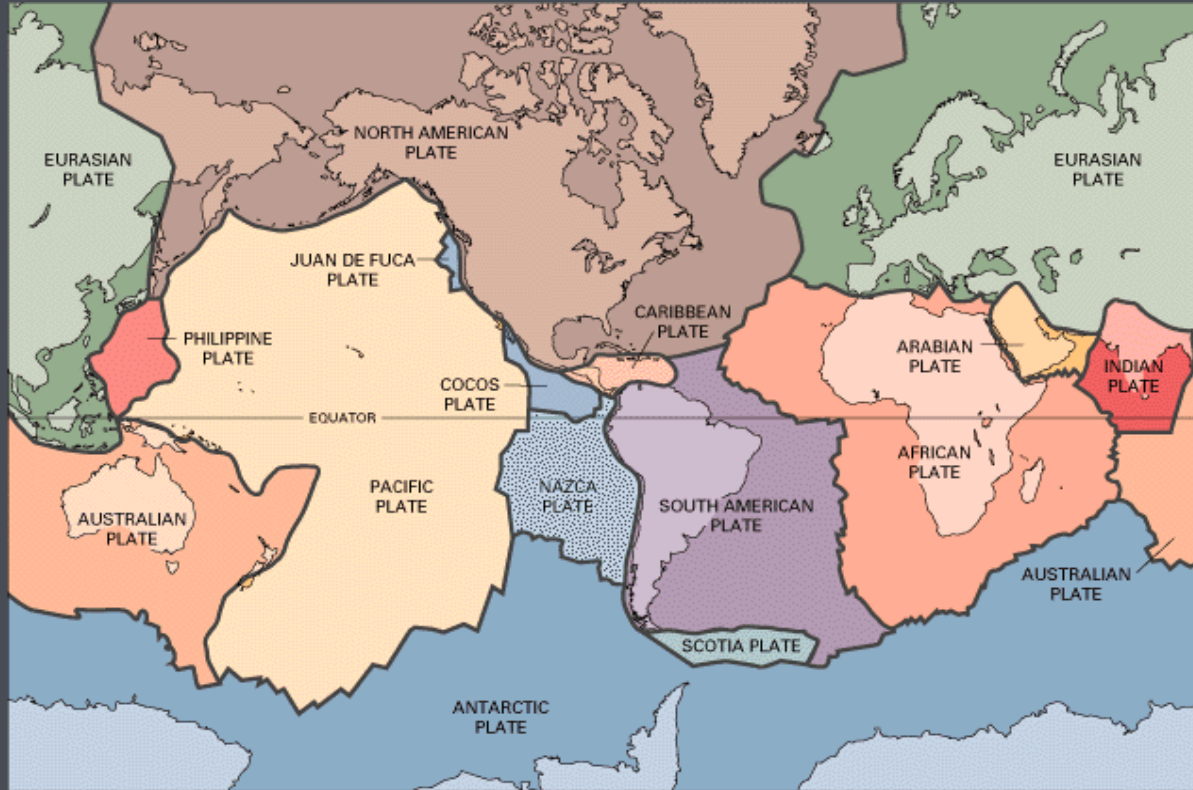 NORTH AMERICAN
PLATE
EURASIAN
PLATE
EURASIAN
PLATE
JUAN DE FUCA
PLATE
CARIBBEAN
PLATE
PHILIPPINE
PLATE
ARABIAN
PLATE
INDIAN
PLATE
COCOS
PLATE
EQUATOR
AFRICAN
PLATE
NAZCA
PLATE
PACIFIC
PLATE
SOUTH AMERICAN
PLATE
AUSTRALIAN
PLATE
AUSTRALIAN
PLATE
SCOTIA PLATE
ANTARCTIC
PLATE